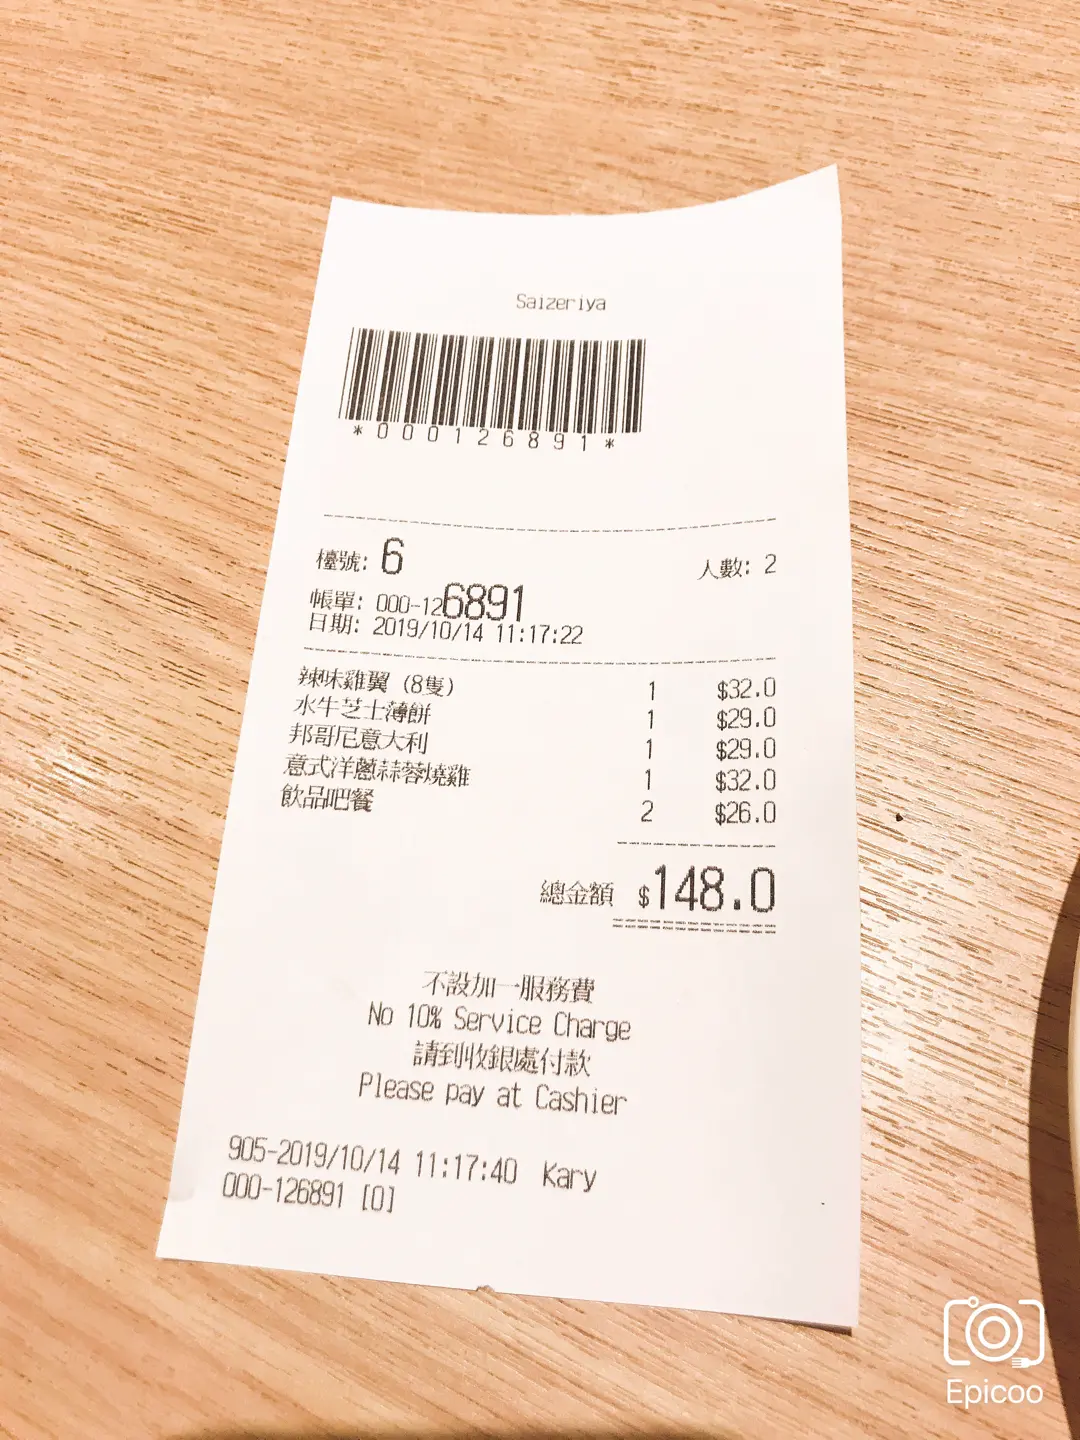 Saizeriya
*000126891*
檯號: 6 人數: 2
帳單: 000-126891
日期: 2019/10/14 11:17:22
辣味雞翼 (8隻) 1 $32.0
水牛芝士薄餅 1 $29.0
邦哥尼意大利 1 $29.0
意式洋蔥蒜蓉燒雞 1 $32.0
飲品吧餐 2 $26.0
總金額 $148.0
不設加一服務費
No 10% Service Charge
請到收銀處付款
Please pay at Cashier
905-2019/10/14 11:17:40 Kary
000-126891 [0]
Epicoo